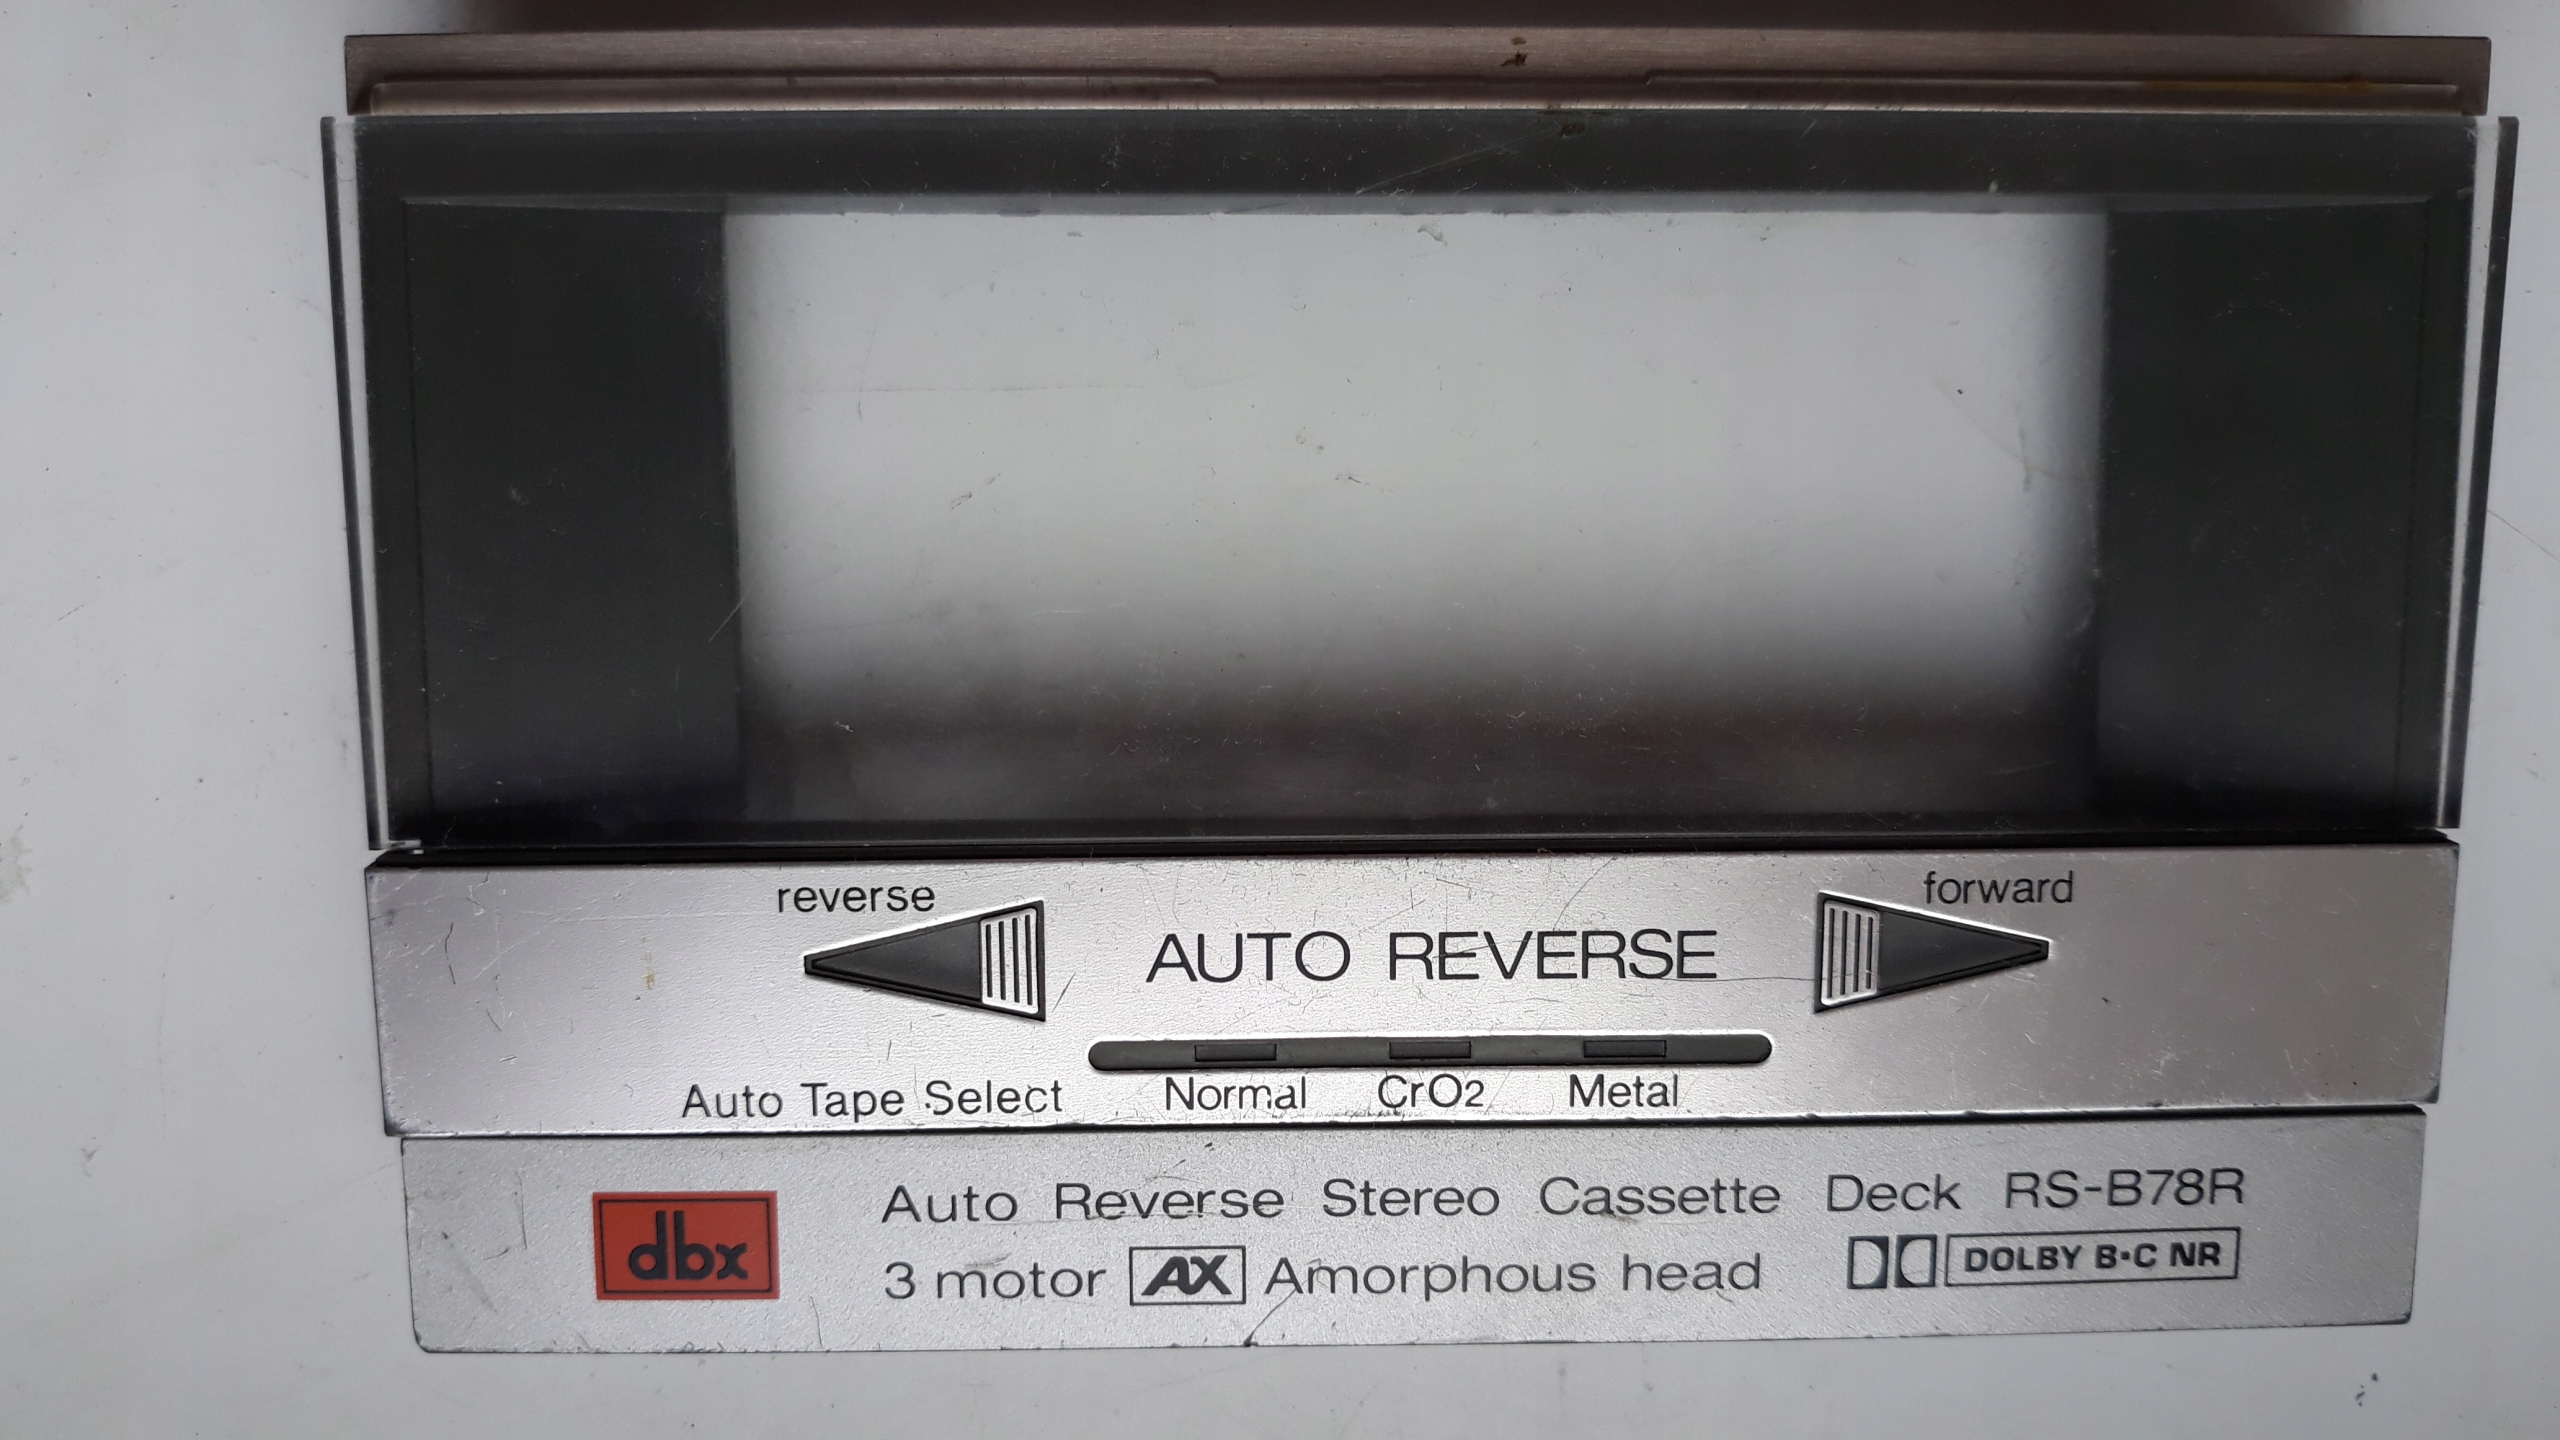 reverse
forward
AUTO REVERSE
Auto Tape Select
Normal
CrO2
Metal
dbx
Auto Reverse Stereo Cassette Deck RS-B78R
3 motor AX Amorphous head
DOLBY B·C NR